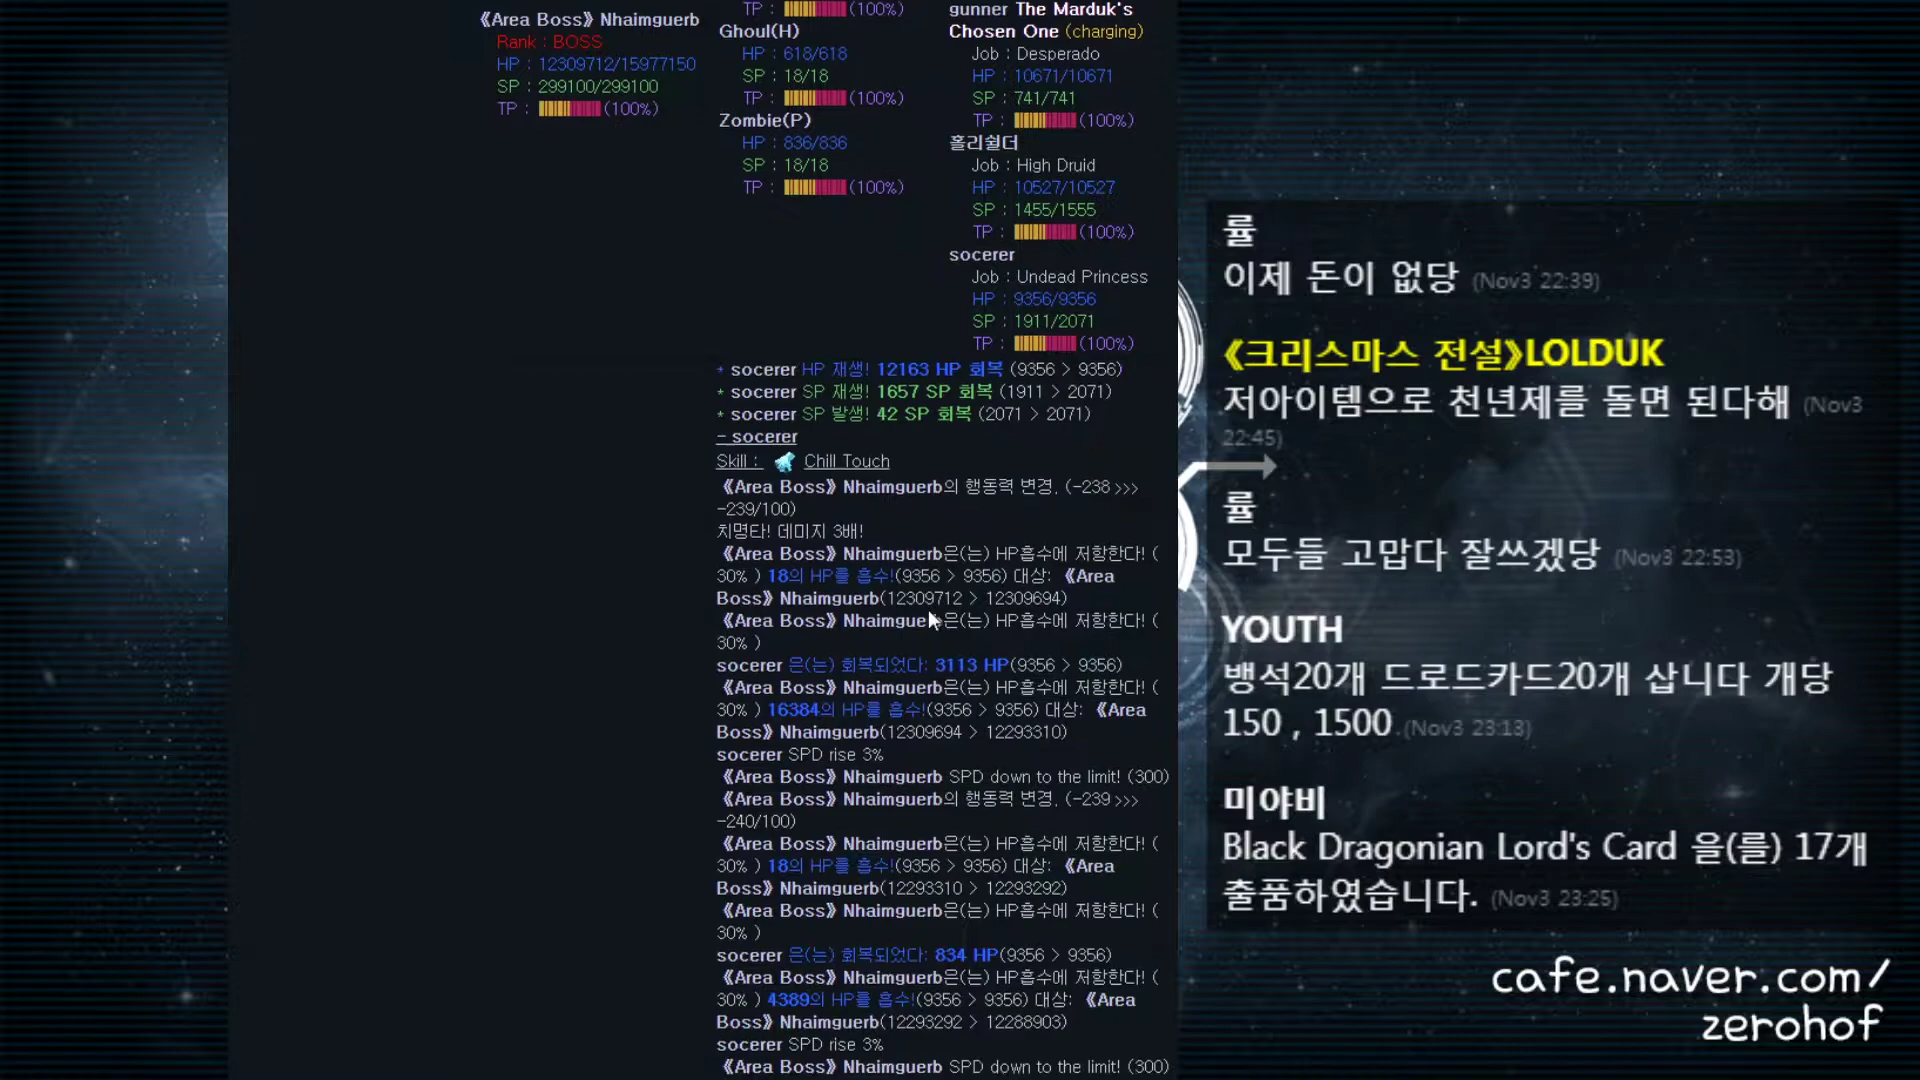 《Area Boss》 Nhaimguerb
Rank : BOSS
HP : 12309712/15977150
SP : 299100/299100
TP : (100%)
TP : (100%)
Ghoul(H)
HP : 618/618
SP : 18/18
TP : (100%)
Zombie(P)
HP : 836/836
SP : 18/18
TP : (100%)
gunner The Marduk's
Chosen One (charging)
Job : Desperado
HP : 10671/10671
SP : 741/741
TP : (100%)
홀리쉴더
Job : High Druid
HP : 10527/10527
SP : 1455/1555
TP : (100%)
socerer
Job : Undead Princess
HP : 9356/9356
SP : 1911/2071
TP : (100%)
* socerer HP 재생! 12163 HP 회복 (9356 > 9356)
* socerer SP 재생! 1657 SP 회복 (1911 > 2071)
* socerer SP 발생! 42 SP 회복 (2071 > 2071)
- socerer
Skill : Chill Touch
《Area Boss》 Nhaimguerb의 행동력 변경. (-238 >>>
-239/100)
치명타! 데미지 3배!
《Area Boss》 Nhaimguerb은(는) HP흡수에 저항한다! (
30% ) 18의 HP를 흡수!(9356 > 9356) 대상: 《Area
Boss》 Nhaimguerb(12309712 > 12309694)
《Area Boss》 Nhaimguerb은(는) HP흡수에 저항한다! (
30% )
socerer 은(는) 회복되었다: 3113 HP(9356 > 9356)
《Area Boss》 Nhaimguerb은(는) HP흡수에 저항한다! (
30% ) 16384의 HP를 흡수!(9356 > 9356) 대상: 《Area
Boss》 Nhaimguerb(12309694 > 12293310)
socerer SPD rise 3%
《Area Boss》 Nhaimguerb SPD down to the limit! (300)
《Area Boss》 Nhaimguerb의 행동력 변경. (-239 >>>
-240/100)
《Area Boss》 Nhaimguerb은(는) HP흡수에 저항한다! (
30% ) 18의 HP를 흡수!(9356 > 9356) 대상: 《Area
Boss》 Nhaimguerb(12293310 > 12293292)
《Area Boss》 Nhaimguerb은(는) HP흡수에 저항한다! (
30% )
socerer 은(는) 회복되었다: 834 HP(9356 > 9356)
《Area Boss》 Nhaimguerb은(는) HP흡수에 저항한다! (
30% ) 4389의 HP를 흡수!(9356 > 9356) 대상: 《Area
Boss》 Nhaimguerb(12293292 > 12288903)
socerer SPD rise 3%
《Area Boss》 Nhaimguerb SPD down to the limit! (300)
률
이제 돈이 없당 (Nov3 22:39)
《크리스마스 전설》LOLDUK
저아이템으로 천년제를 돌면 된다해 (Nov3
22:45)
률
모두들 고맙다 잘쓰겠당 (Nov3 22:53)
YOUTH
뱅석20개 드로드카드20개 삽니다 개당
150 , 1500 (Nov3 23:13)
미야비
Black Dragonian Lord's Card 을(를) 17개
출품하였습니다. (Nov3 23:25)
cafe.naver.com/
zerohof